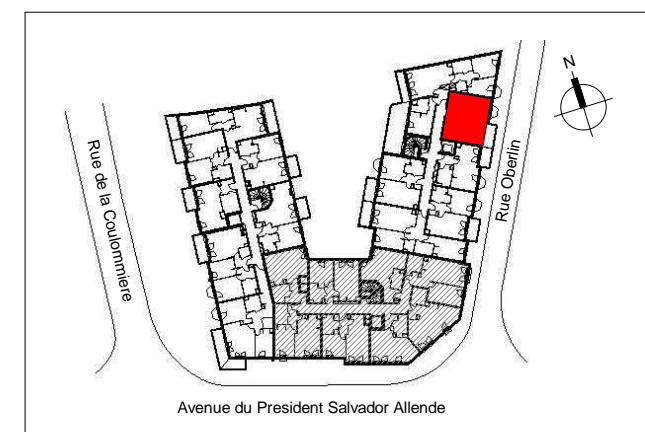 N
Rue de la Coulommiere
Rue Oberlin
Avenue du President Salvador Allende